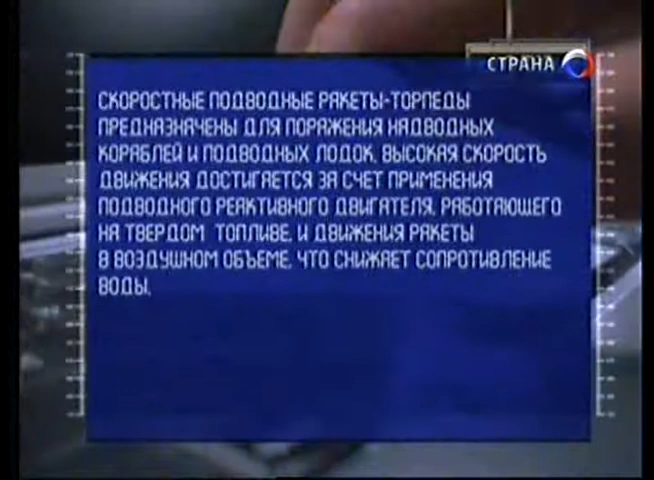 СТРАНА
СКОРОСТНЫЕ ПОДВОДНЫЕ РАКЕТЫ-ТОРПЕДЫ
ПРЕДНАЗНАЧЕНЫ ДЛЯ ПОРАЖЕНИЯ НАДВОДНЫХ
КОРАБЛЕЙ И ПОДВОДНЫХ ЛОДОК. ВЫСОКАЯ СКОРОСТЬ
ДВИЖЕНИЯ ДОСТИГАЕТСЯ ЗА СЧЕТ ПРИМЕНЕНИЯ
ПОДВОДНОГО РЕАКТИВНОГО ДВИГАТЕЛЯ, РАБОТАЮЩЕГО
НА ТВЕРДОМ ТОПЛИВЕ, И ДВИЖЕНИЯ РАКЕТЫ
В ВОЗДУШНОМ ОБЪЕМЕ, ЧТО СНИЖАЕТ СОПРОТИВЛЕНИЕ
ВОДЫ.